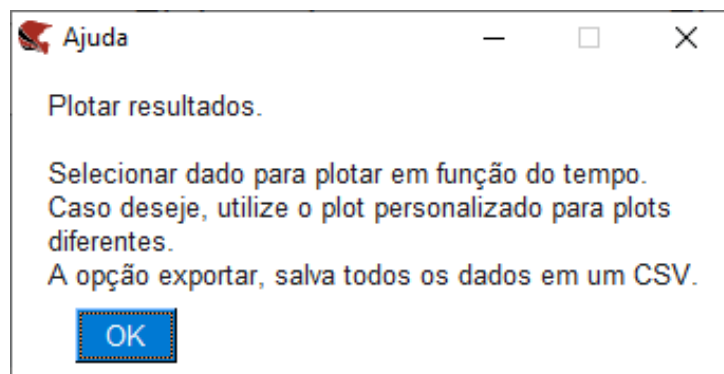 Ajuda
Plotar resultados.
Selecionar dado para plotar em função do tempo.
Caso deseje, utilize o plot personalizado para plots
diferentes.
A opção exportar, salva todos os dados em um CSV.
OK